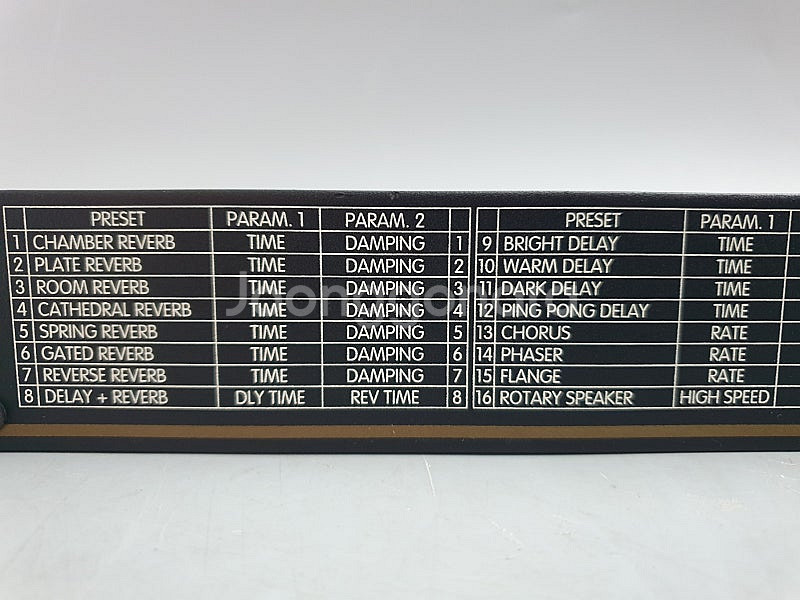 PRESET PARAM. 1 PARAM. 2 PRESET PARAM. 1
1 CHAMBER REVERB TIME DAMPING 1 9 BRIGHT DELAY TIME
2 PLATE REVERB TIME DAMPING 2 10 WARM DELAY TIME
3 ROOM REVERB TIME DAMPING 3 11 DARK DELAY TIME
4 CATHEDRAL REVERB TIME DAMPING 4 12 PING PONG DELAY TIME
5 SPRING REVERB TIME DAMPING 5 13 CHORUS RATE
6 GATED REVERB TIME DAMPING 6 14 PHASER RATE
7 REVERSE REVERB TIME DAMPING 7 15 FLANGE RATE
8 DELAY + REVERB DLY TIME REV TIME 8 16 ROTARY SPEAKER HIGH SPEED